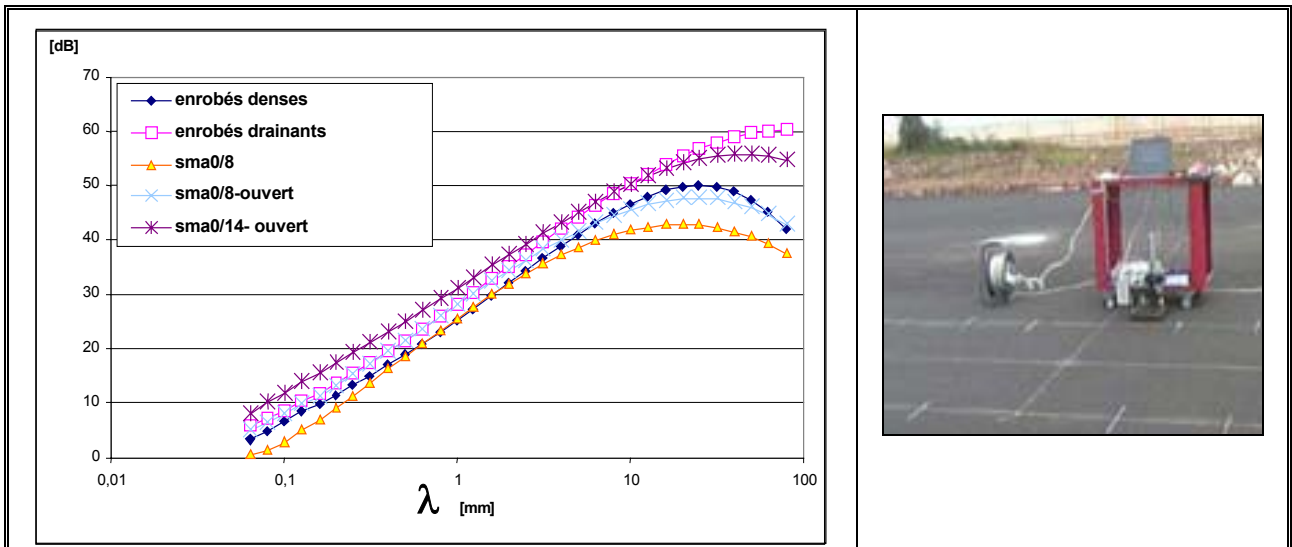 [dB]
70
60
50
40
30
20
10
0
enrobés denses
enrobés drainants
sma0/8
sma0/8-ouvert
sma0/14- ouvert
0,01 0,1 1 10 100
λ [mm]